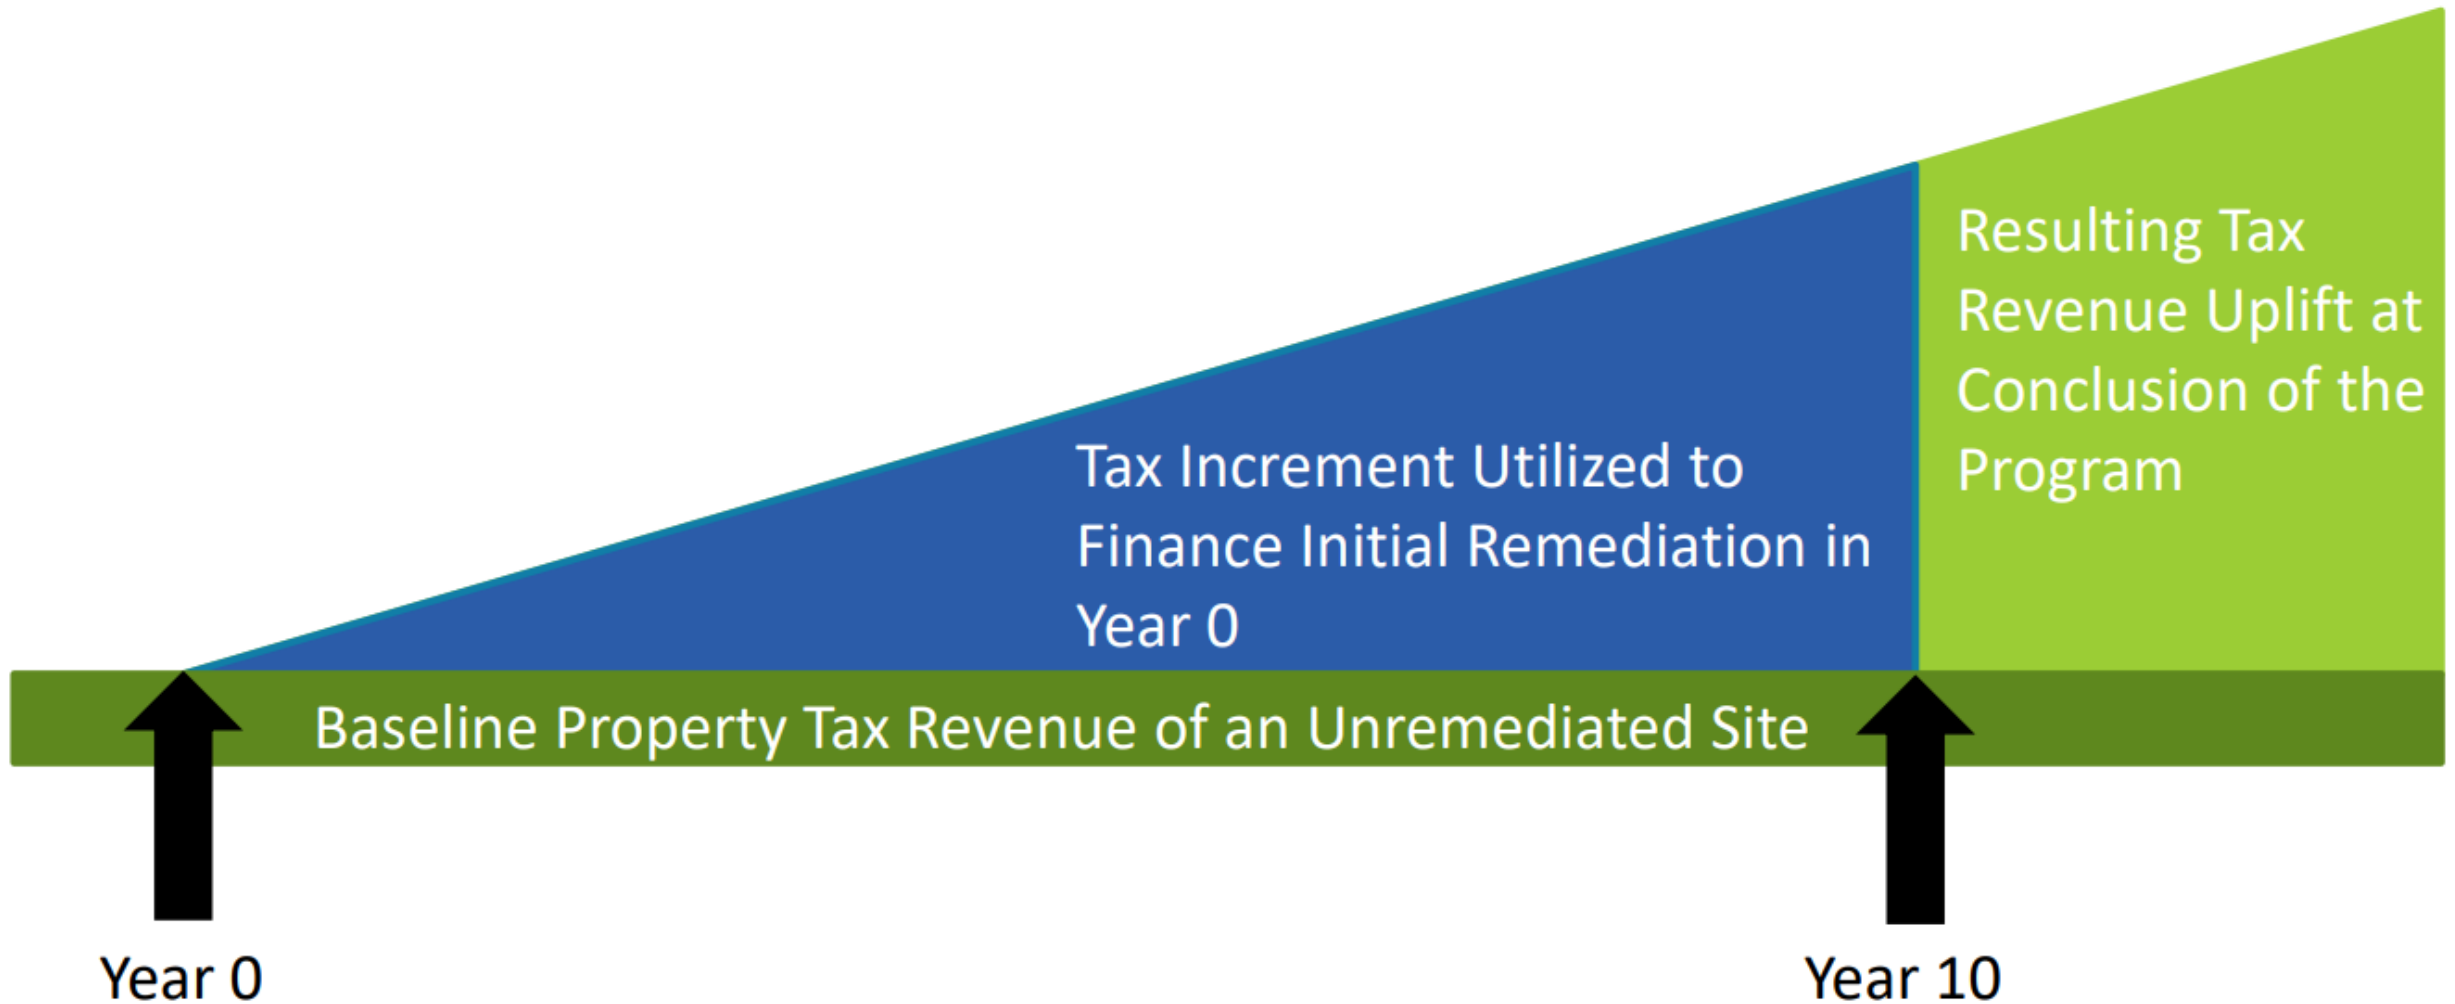 Resulting Tax
Revenue Uplift at
Conclusion of the
Program
Tax Increment Utilized to
Finance Initial Remediation in
Year 0
Baseline Property Tax Revenue of an Unremediated Site
Year 0
Year 10